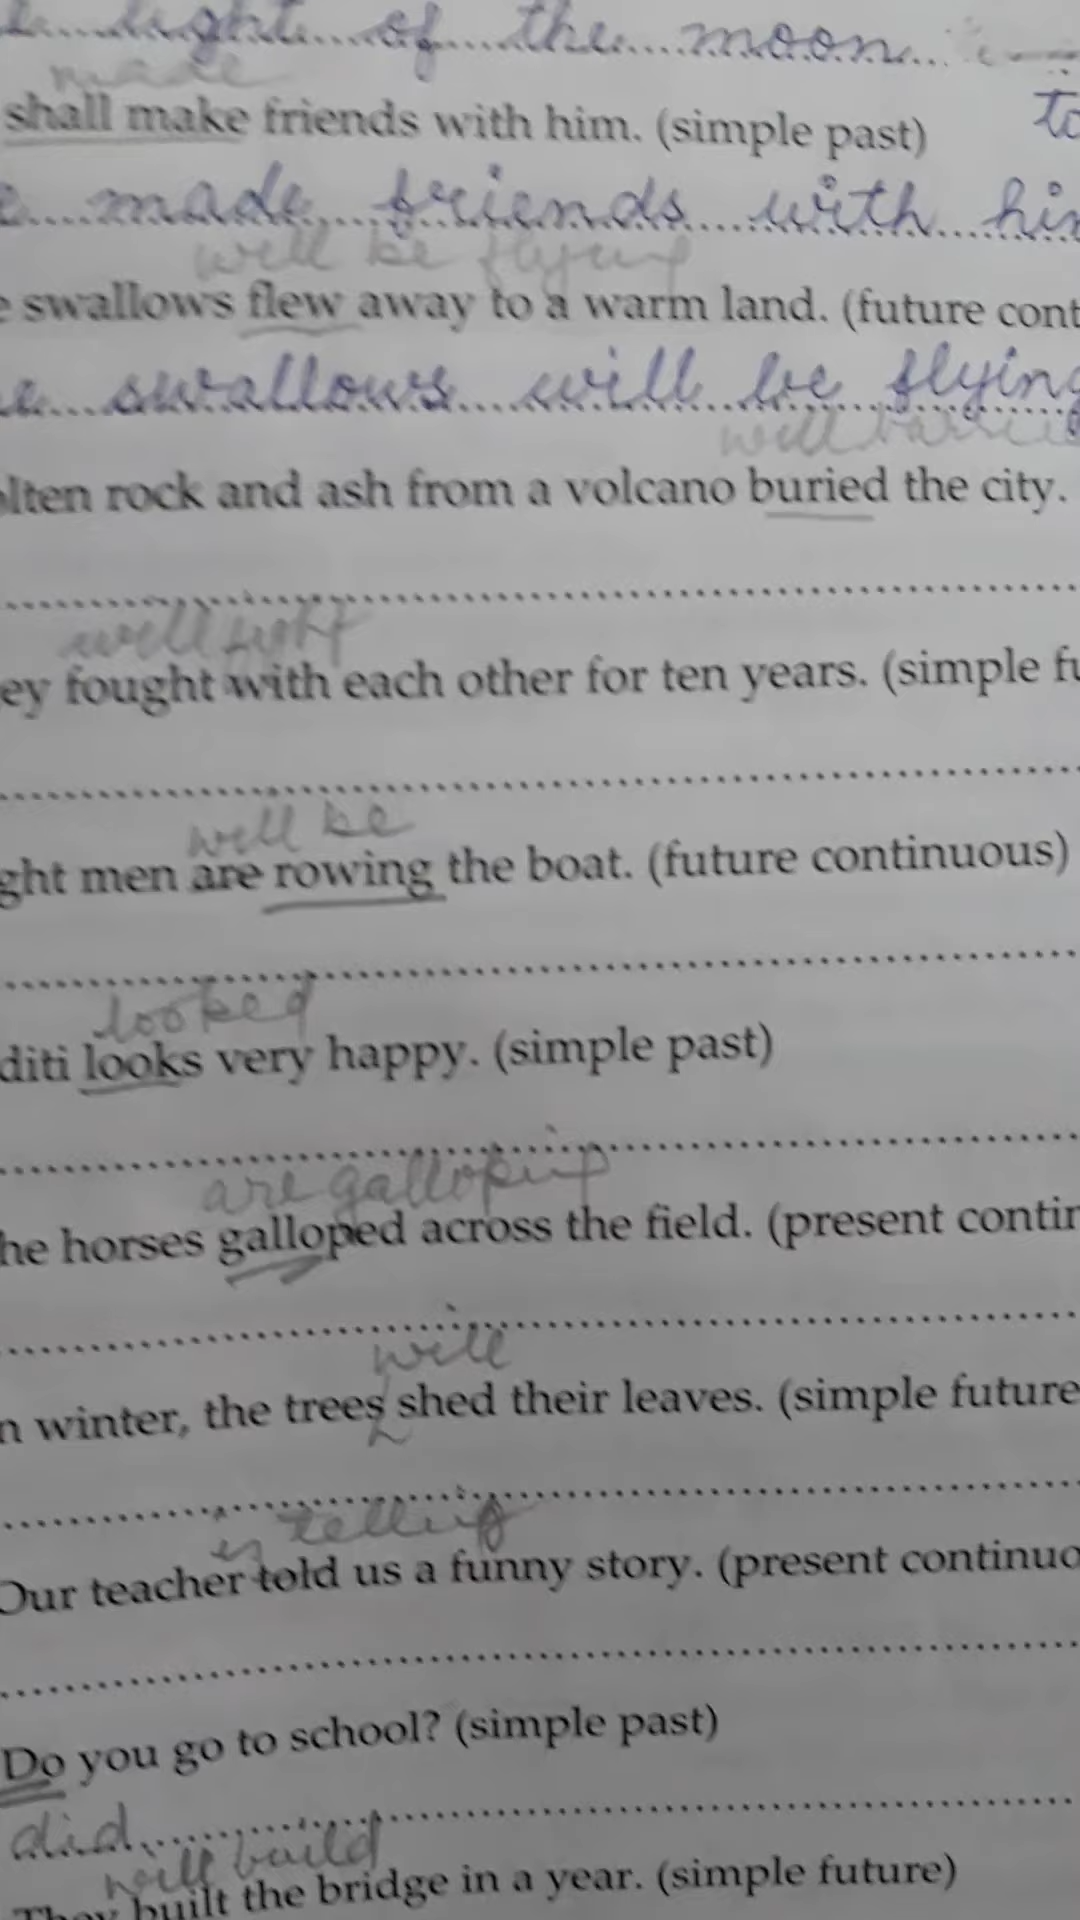 light of the moon
made
shall make friends with him. (simple past)
to
made friends with him
will be flying
swallows flew away to a warm land. (future cont
swallows will be flying
will
lten rock and ash from a volcano buried the city.
will
ey fought with each other for ten years. (simple fu
will be
ght men are rowing the boat. (future continuous)
looked
diti looks very happy. (simple past)
are galloping
he horses galloped across the field. (present contin
will
n winter, the trees shed their leaves. (simple future
is telling
Our teacher told us a funny story. (present continuo
Do you go to school? (simple past)
did
will build
They built the bridge in a year. (simple future)